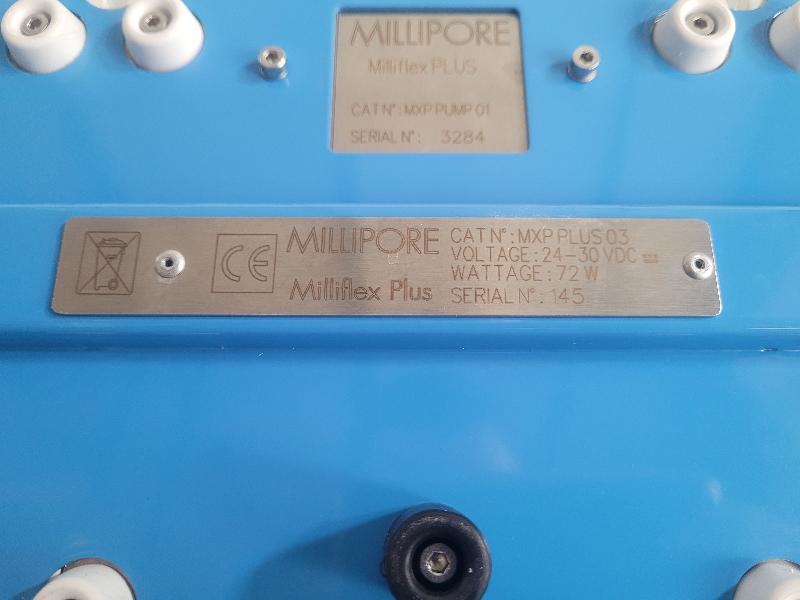 MILLIPORE
Milliflex PLUS
CAT N°: MXP PUMP 01
SERIAL N°: 3284
CE
MILLIPORE
Milliflex Plus
CAT N°: MXP PLUS 03
VOLTAGE: 24-30 VDC
WATTAGE: 72 W
SERIAL N°: 145